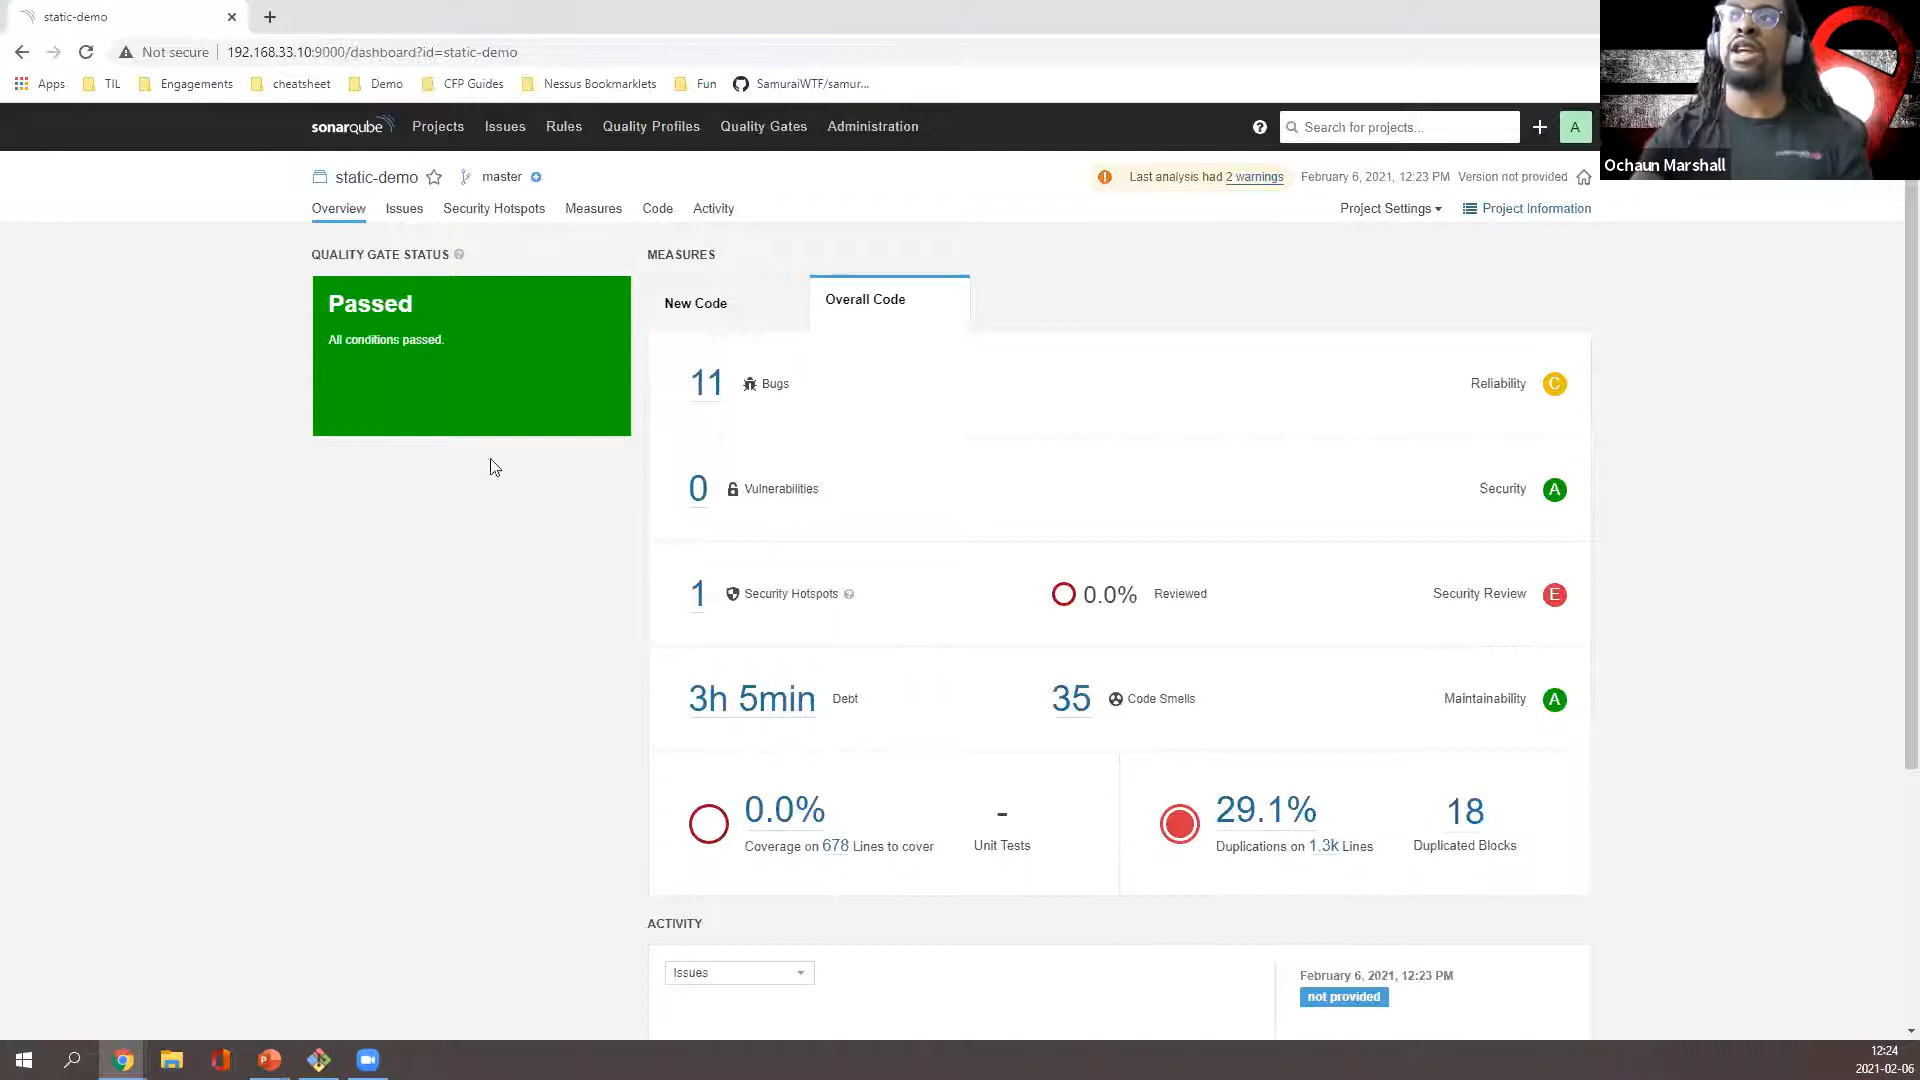 static-demo
Not secure
192.168.33.10:9000/dashboard?id=static-demo
Apps
TIL
Engagements
cheatsheet
Demo
CFP Guides
Nessus Bookmarklets
Fun
SamuraiWTF/samur...
sonarqube
Projects
Issues
Rules
Quality Profiles
Quality Gates
Administration
?
Search for projects...
A
Ochaun Marshall
static-demo
master
Last analysis had 2 warnings
February 6, 2021, 12:23 PM
Version not provided
Overview
Issues
Security Hotspots
Measures
Code
Activity
Project Settings
Project Information
QUALITY GATE STATUS ?
MEASURES
Passed
All conditions passed.
New Code
Overall Code
11 Bugs
Reliability C
0 Vulnerabilities
Security A
1 Security Hotspots ?
0.0% Reviewed
Security Review E
3h 5min Debt
35 Code Smells
Maintainability A
0.0%
Coverage on 678 Lines to cover
-
Unit Tests
29.1%
Duplications on 1.3k Lines
18
Duplicated Blocks
ACTIVITY
Issues
February 6, 2021, 12:23 PM
not provided
12:24
2021-02-06